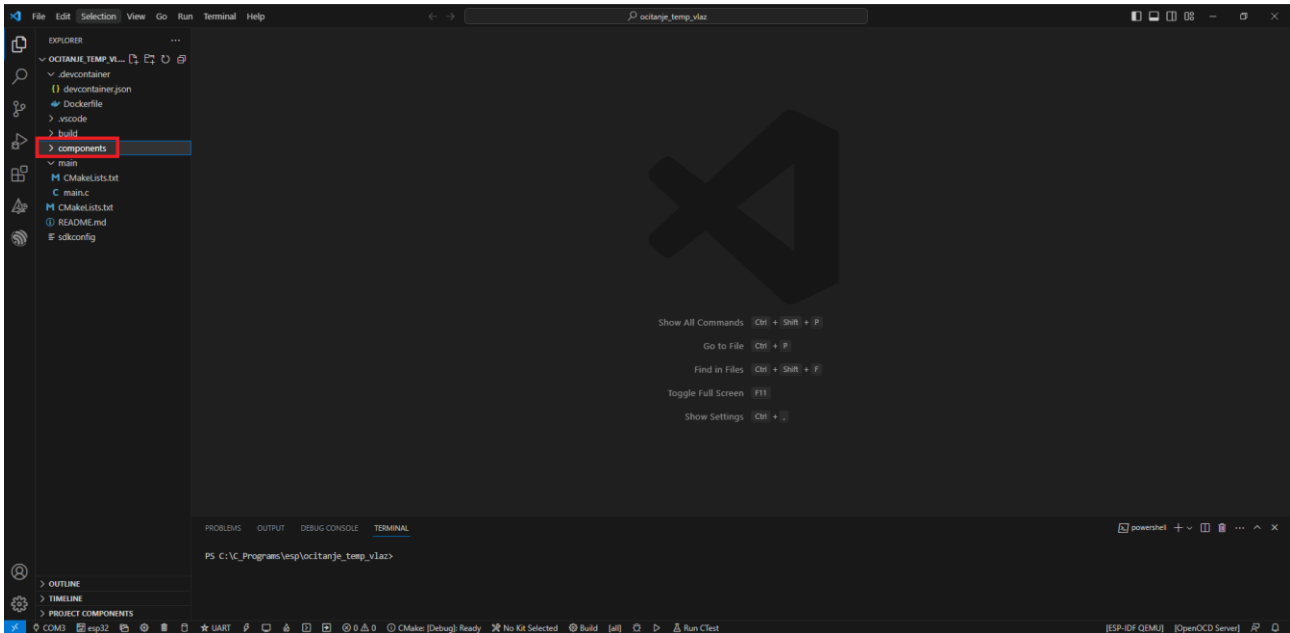 File Edit Selection View Go Run Terminal Help
ocitanje_temp_vlaz
EXPLORER
OCITANJE_TEMP_VL...
.devcontainer
devcontainer.json
Dockerfile
.vscode
build
components
main
CMakeLists.txt
main.c
CMakeLists.txt
README.md
sdkconfig
Show All Commands Ctrl + Shift + P
Go to File Ctrl + P
Find in Files Ctrl + Shift + F
Toggle Full Screen F11
Show Settings Ctrl + ,
PROBLEMS OUTPUT DEBUG CONSOLE TERMINAL
powershell
PS C:\C_Programs\esp\ocitanje_temp_vlaz>
OUTLINE
TIMELINE
PROJECT COMPONENTS
COM3 esp32 UART 0 0 CMake: [Debug]: Ready No Kit Selected Build [all] Run CTest [ESP-IDF QEMU] [OpenOCD Server]